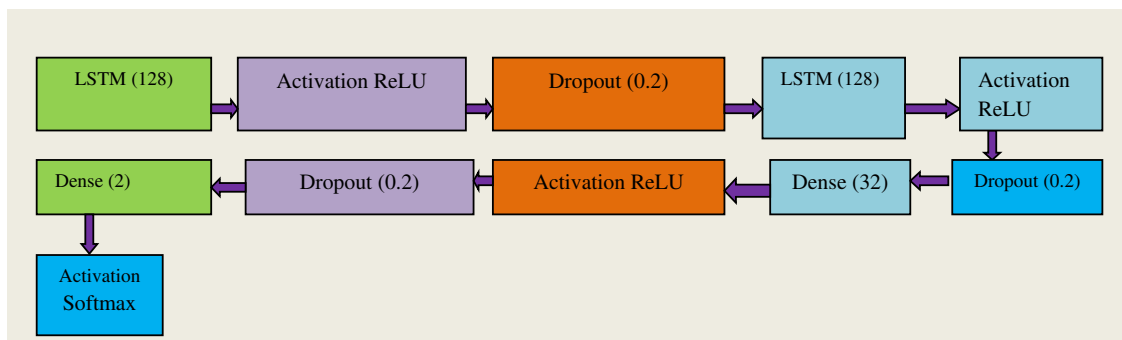 LSTM (128)
Activation ReLU
Dropout (0.2)
LSTM (128)
Activation
ReLU
Dropout (0.2)
Dense (32)
Activation ReLU
Dropout (0.2)
Dense (2)
Activation
Softmax